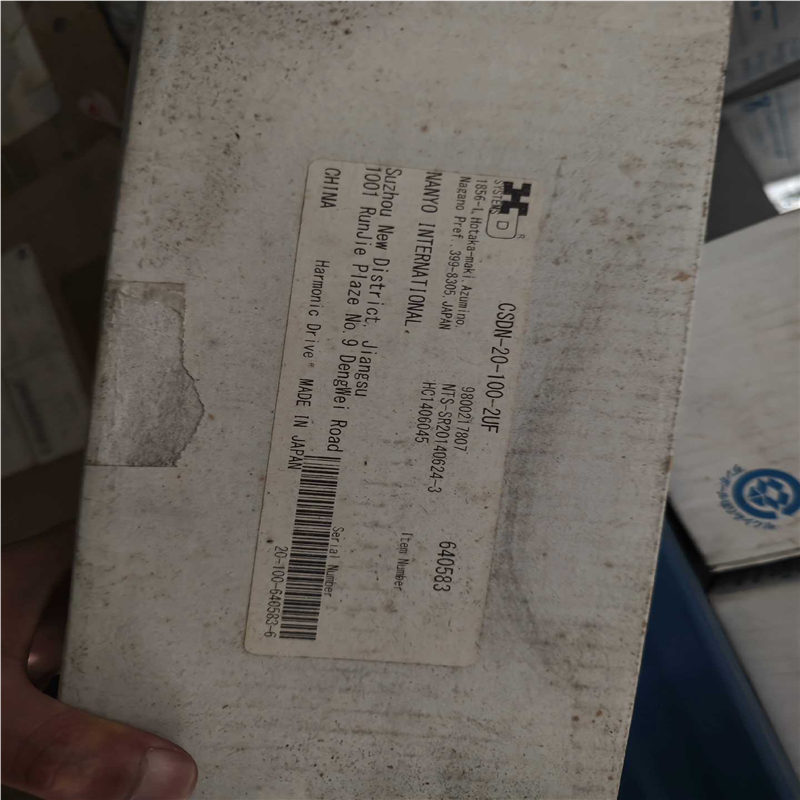 SYSTEMS D ®
1856-1, Hotaka-maki, Azumino,
Nagano Pref., 399-8305, JAPAN
CSDN-20-100-2UF
9800217807
NTS-SR20140624-3
HC1406045
640583
Item Number
NANYO INTERNATIONAL.
Suzhou New District, Jiangsu
1001 RunJie Plaze No.9 DengWei Road
CHINA
Harmonic Drive® MADE IN JAPAN
Serial Number
20-100-640583-6